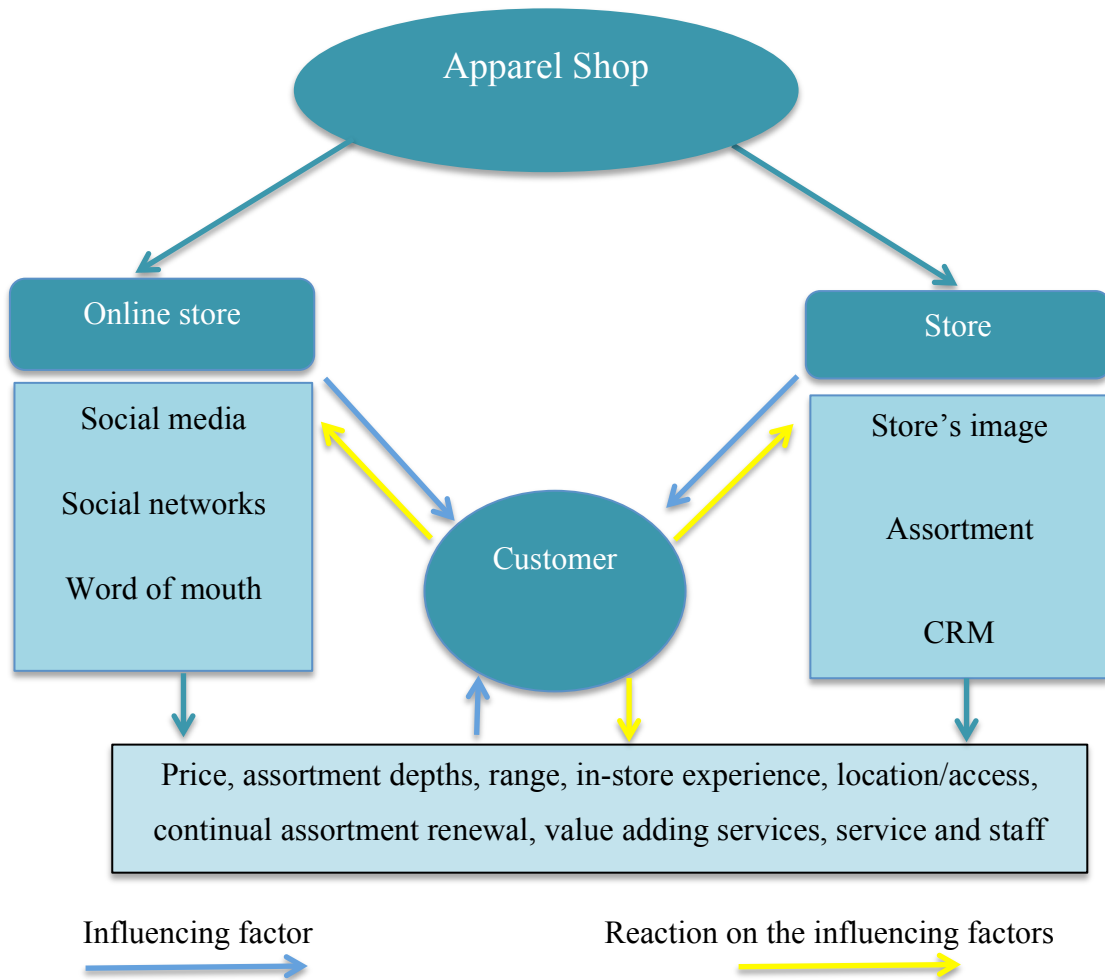 Apparel Shop
Online store
Store
Social media
Social networks
Word of mouth
Store’s image
Assortment
CRM
Customer
Price, assortment depths, range, in-store experience, location/access,
continual assortment renewal, value adding services, service and staff
Influencing factor
Reaction on the influencing factors